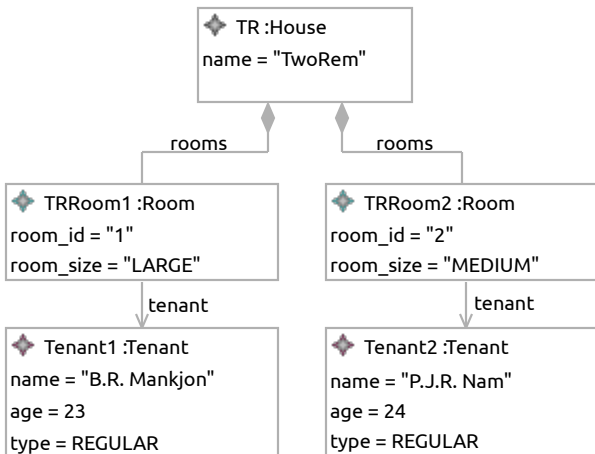 TR :House
name = "TwoRem"
rooms
rooms
TRRoom1 :Room
room_id = "1"
room_size = "LARGE"
TRRoom2 :Room
room_id = "2"
room_size = "MEDIUM"
tenant
tenant
Tenant1 :Tenant
name = "B.R. Mankjon"
age = 23
type = REGULAR
Tenant2 :Tenant
name = "P.J.R. Nam"
age = 24
type = REGULAR